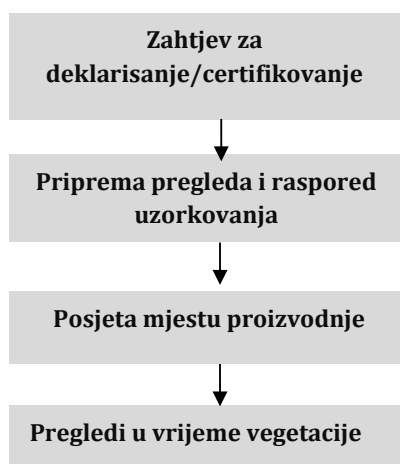 Zahtjev za
deklarisanje/certifikovanje
Priprema pregleda i raspored
uzorkovanja
Posjeta mjestu proizvodnje
Pregledi u vrijeme vegetacije